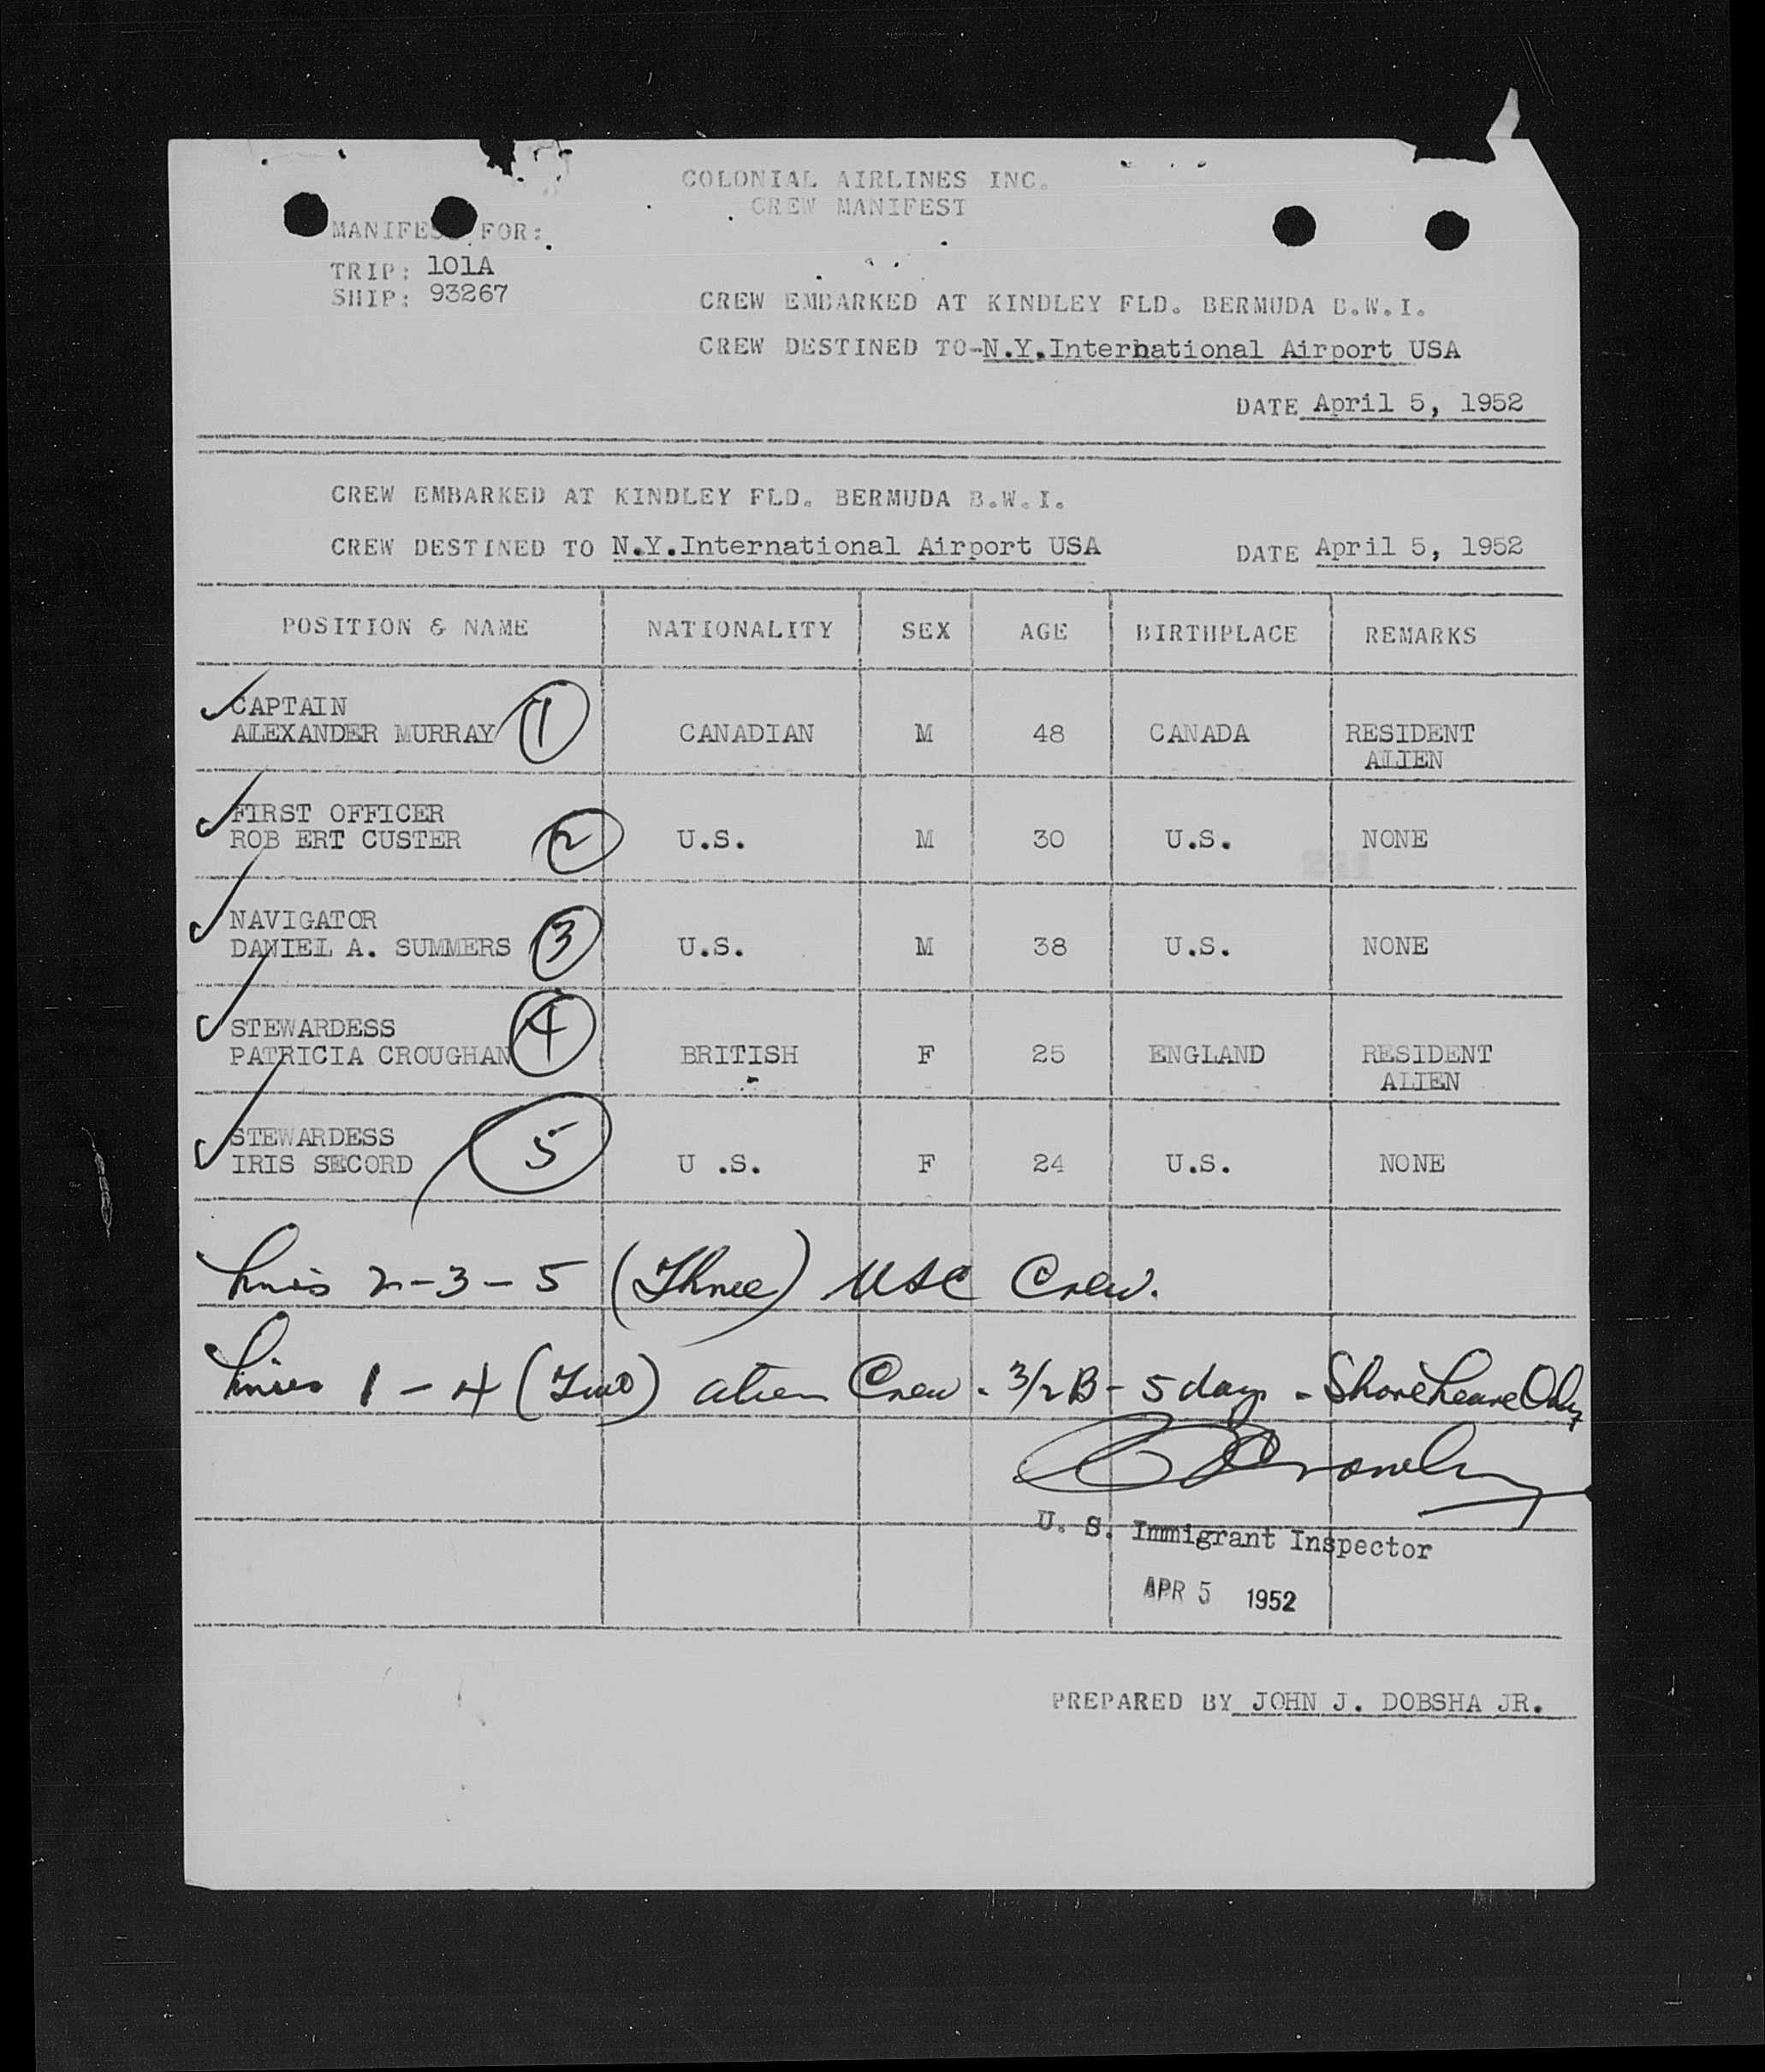 COLONIAL AIRLINES INC.
CREW MANIFEST
MANIFEST FOR:
TRIP: 101A
SHIP: 93267
CREW EMBARKED AT KINDLEY FLD. BERMUDA B.W.I.
CREW DESTINED TO-N.Y.International Airport USA
DATE April 5, 1952
CREW EMBARKED AT KINDLEY FLD. BERMUDA B.W.I.
CREW DESTINED TO N.Y.International Airport USA DATE April 5, 1952
POSITION & NAME NATIONALITY SEX AGE BIRTHPLACE REMARKS
CAPTAIN
ALEXANDER MURRAY 1 CANADIAN M 48 CANADA RESIDENT
ALIEN
FIRST OFFICER
ROB ERT CUSTER 2 U.S. M 30 U.S. NONE
NAVIGATOR
DANIEL A. SUMMERS 3 U.S. M 38 U.S. NONE
STEWARDESS
PATRICIA CROUGHAN 4 BRITISH F 25 ENGLAND RESIDENT
ALIEN
STEWARDESS
IRIS SECORD 5 U .S. F 24 U.S. NONE
Lines 2-3-5 (Three) USC Crew.
Lines 1-4 (Two) alien Crew. 3/2B- 5 days - Shore Leave Only
U. S. Immigrant Inspector
APR 5 1952
PREPARED BY JOHN J. DOBSHA JR.